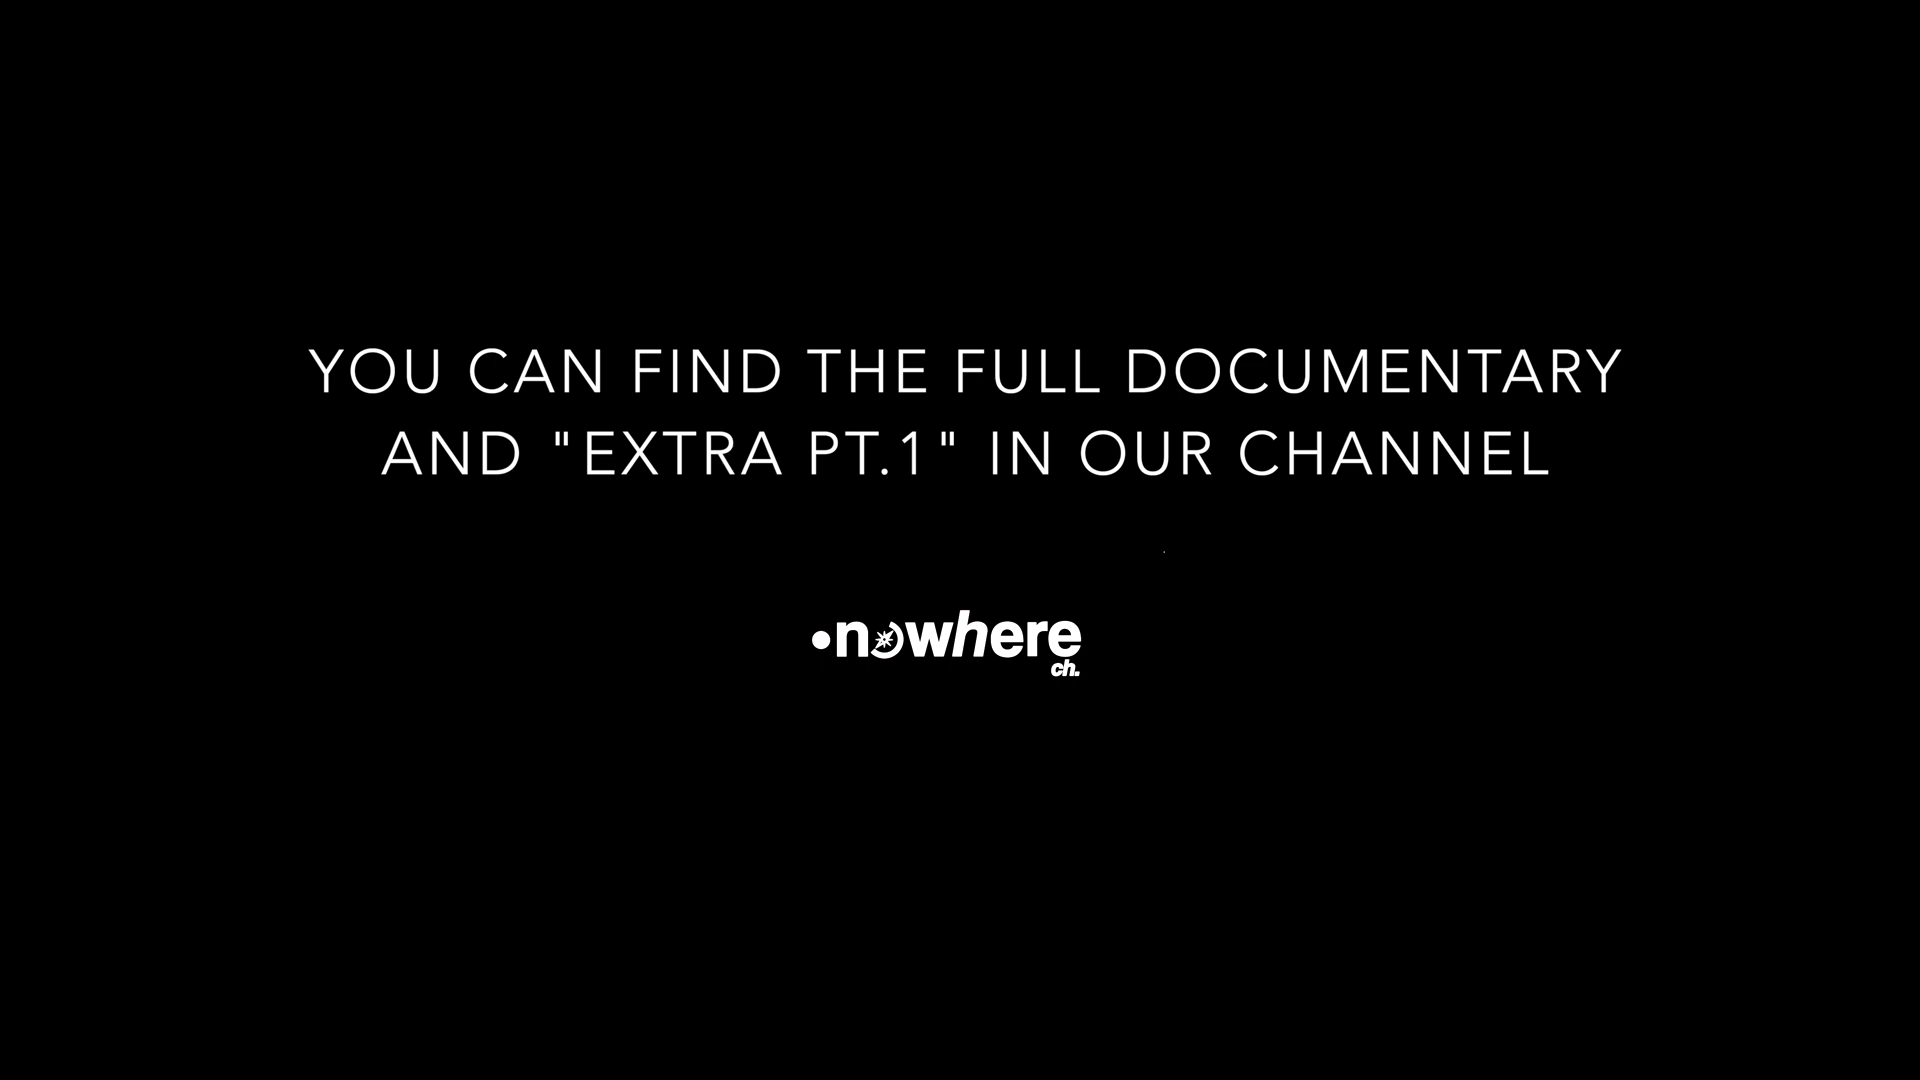 YOU CAN FIND THE FULL DOCUMENTARY
AND "EXTRA PT.1" IN OUR CHANNEL
nowhere
ch.